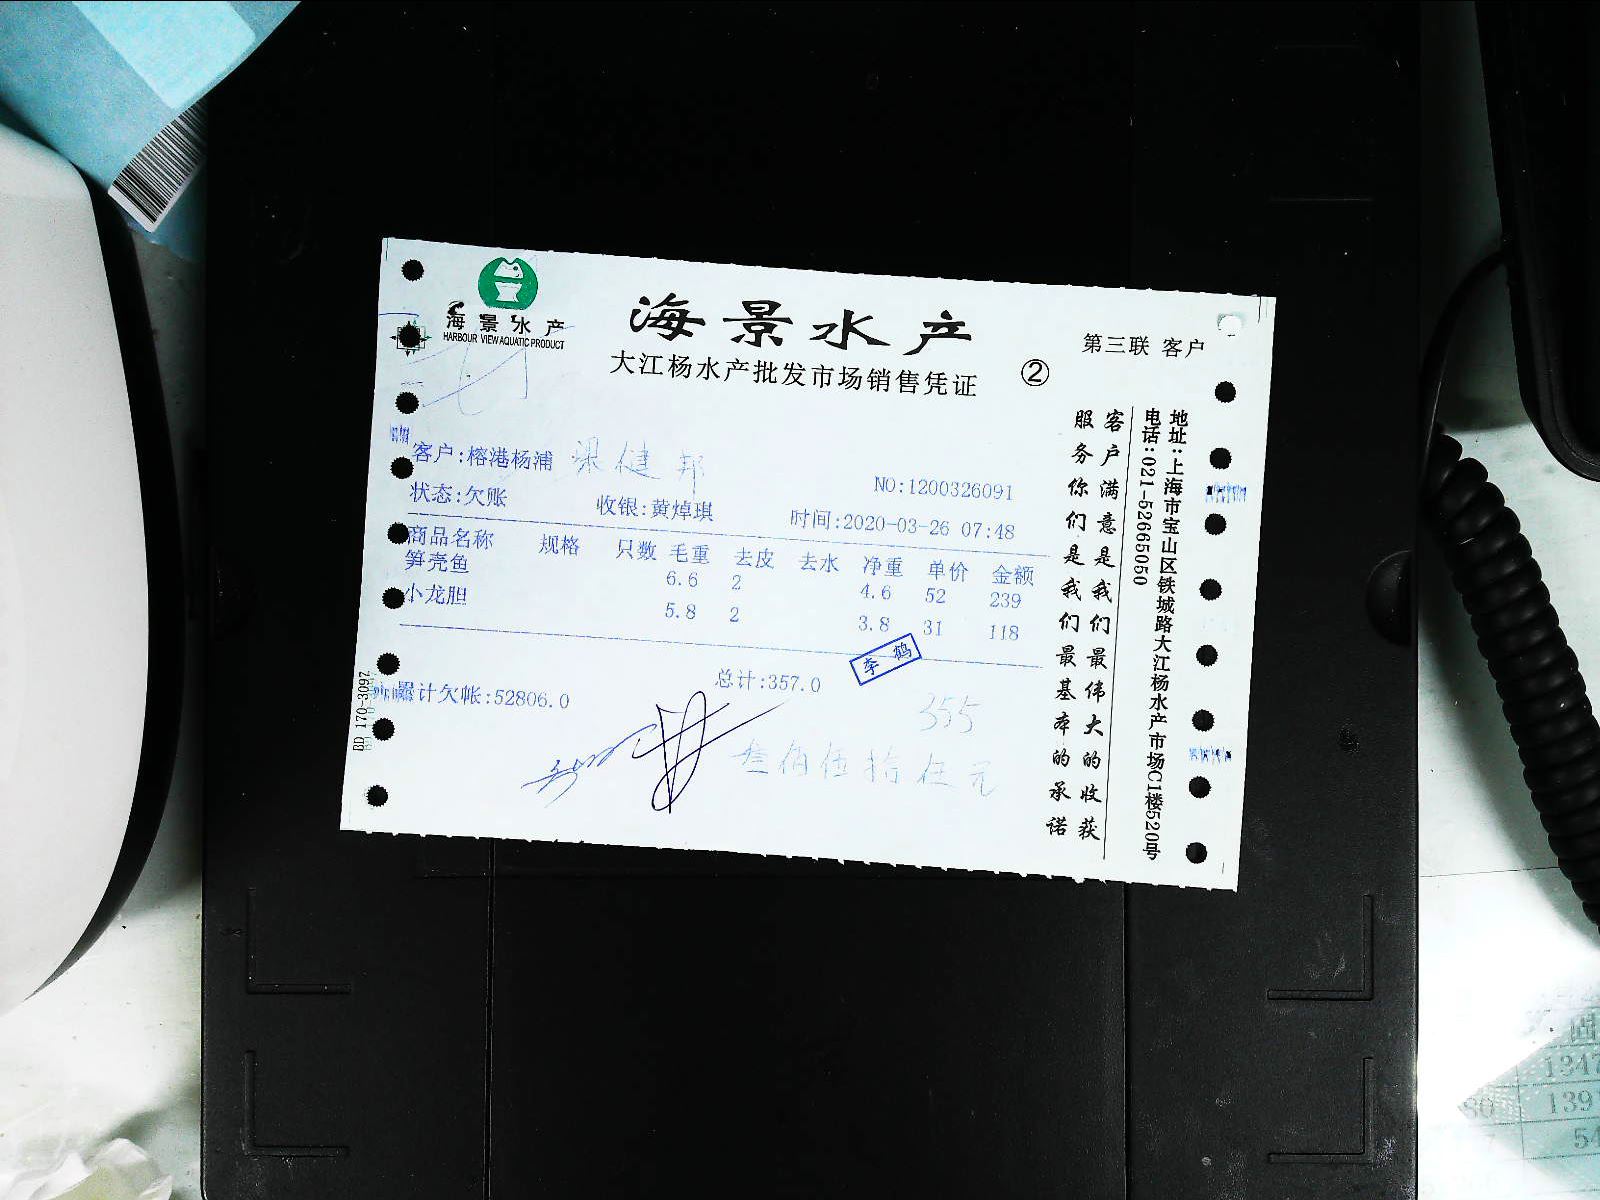 海景水产
HARBOUR VIEW AQUATIC PRODUCT
海景水产
大江杨水产批发市场销售凭证
②
第三联 客户
客户:榕港杨浦 梁健邦
NO:1200326091
状态:欠账 收银:黄焯琪 时间:2020-03-26 07:48
商品名称 规格 只数 毛重 去皮 去水 净重 单价 金额
笋壳鱼 6.6 2 4.6 52 239
小龙胆 5.8 2 3.8 31 118
总计:357.0
李鹤
累计欠帐:52806.0
355
叁佰伍拾伍元
客户满意是我们最伟大的收获
服务你们是我们最基本的承诺
地址:上海市宝山区铁城路大江杨水产市场C1楼520号
电话:021-52665050
BD 170-3097
1347
80 1391
7 54